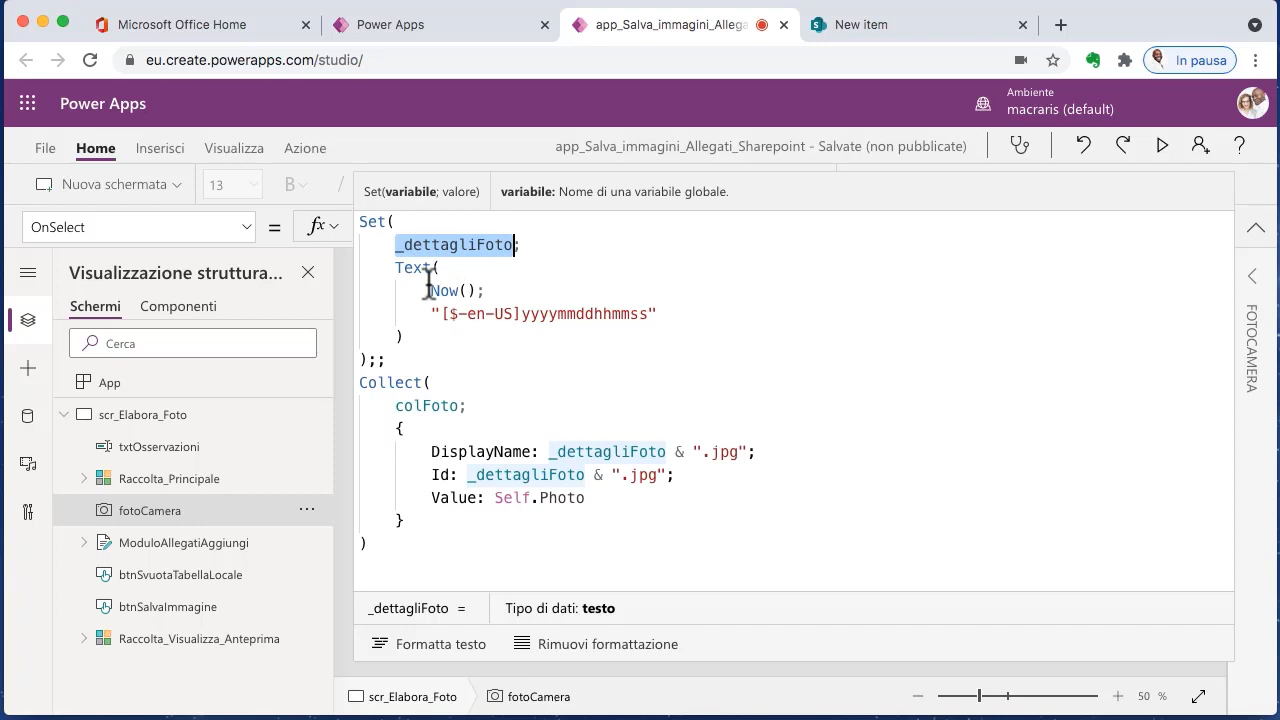 Microsoft Office Home
Power Apps
app_Salva_immagini_Allega
New item
eu.create.powerapps.com/studio/
In pausa
Power Apps
Ambiente
macraris (default)
File
Home
Inserisci
Visualizza
Azione
app_Salva_immagini_Allegati_Sharepoint - Salvate (non pubblicate)
Nuova schermata
13
B
Set(variabile; valore)
variabile: Nome di una variabile globale.
OnSelect
=
fx
Set(
_dettagliFoto;
Text(
Now();
"[$-en-US]yyyymmddhhmmss"
)
);;
Collect(
colFoto;
{
DisplayName: _dettagliFoto & ".jpg";
Id: _dettagliFoto & ".jpg";
Value: Self.Photo
}
)
_dettagliFoto =
Tipo di dati: testo
Formatta testo
Rimuovi formattazione
Visualizzazione struttura...
Schermi
Componenti
Cerca
App
scr_Elabora_Foto
txtOsservazioni
Raccolta_Principale
fotoCamera
ModuloAllegatiAggiungi
btnSvuotaTabellaLocale
btnSalvaImmagine
Raccolta_Visualizza_Anteprima
FOTOCAMERA
scr_Elabora_Foto
fotoCamera
50 %